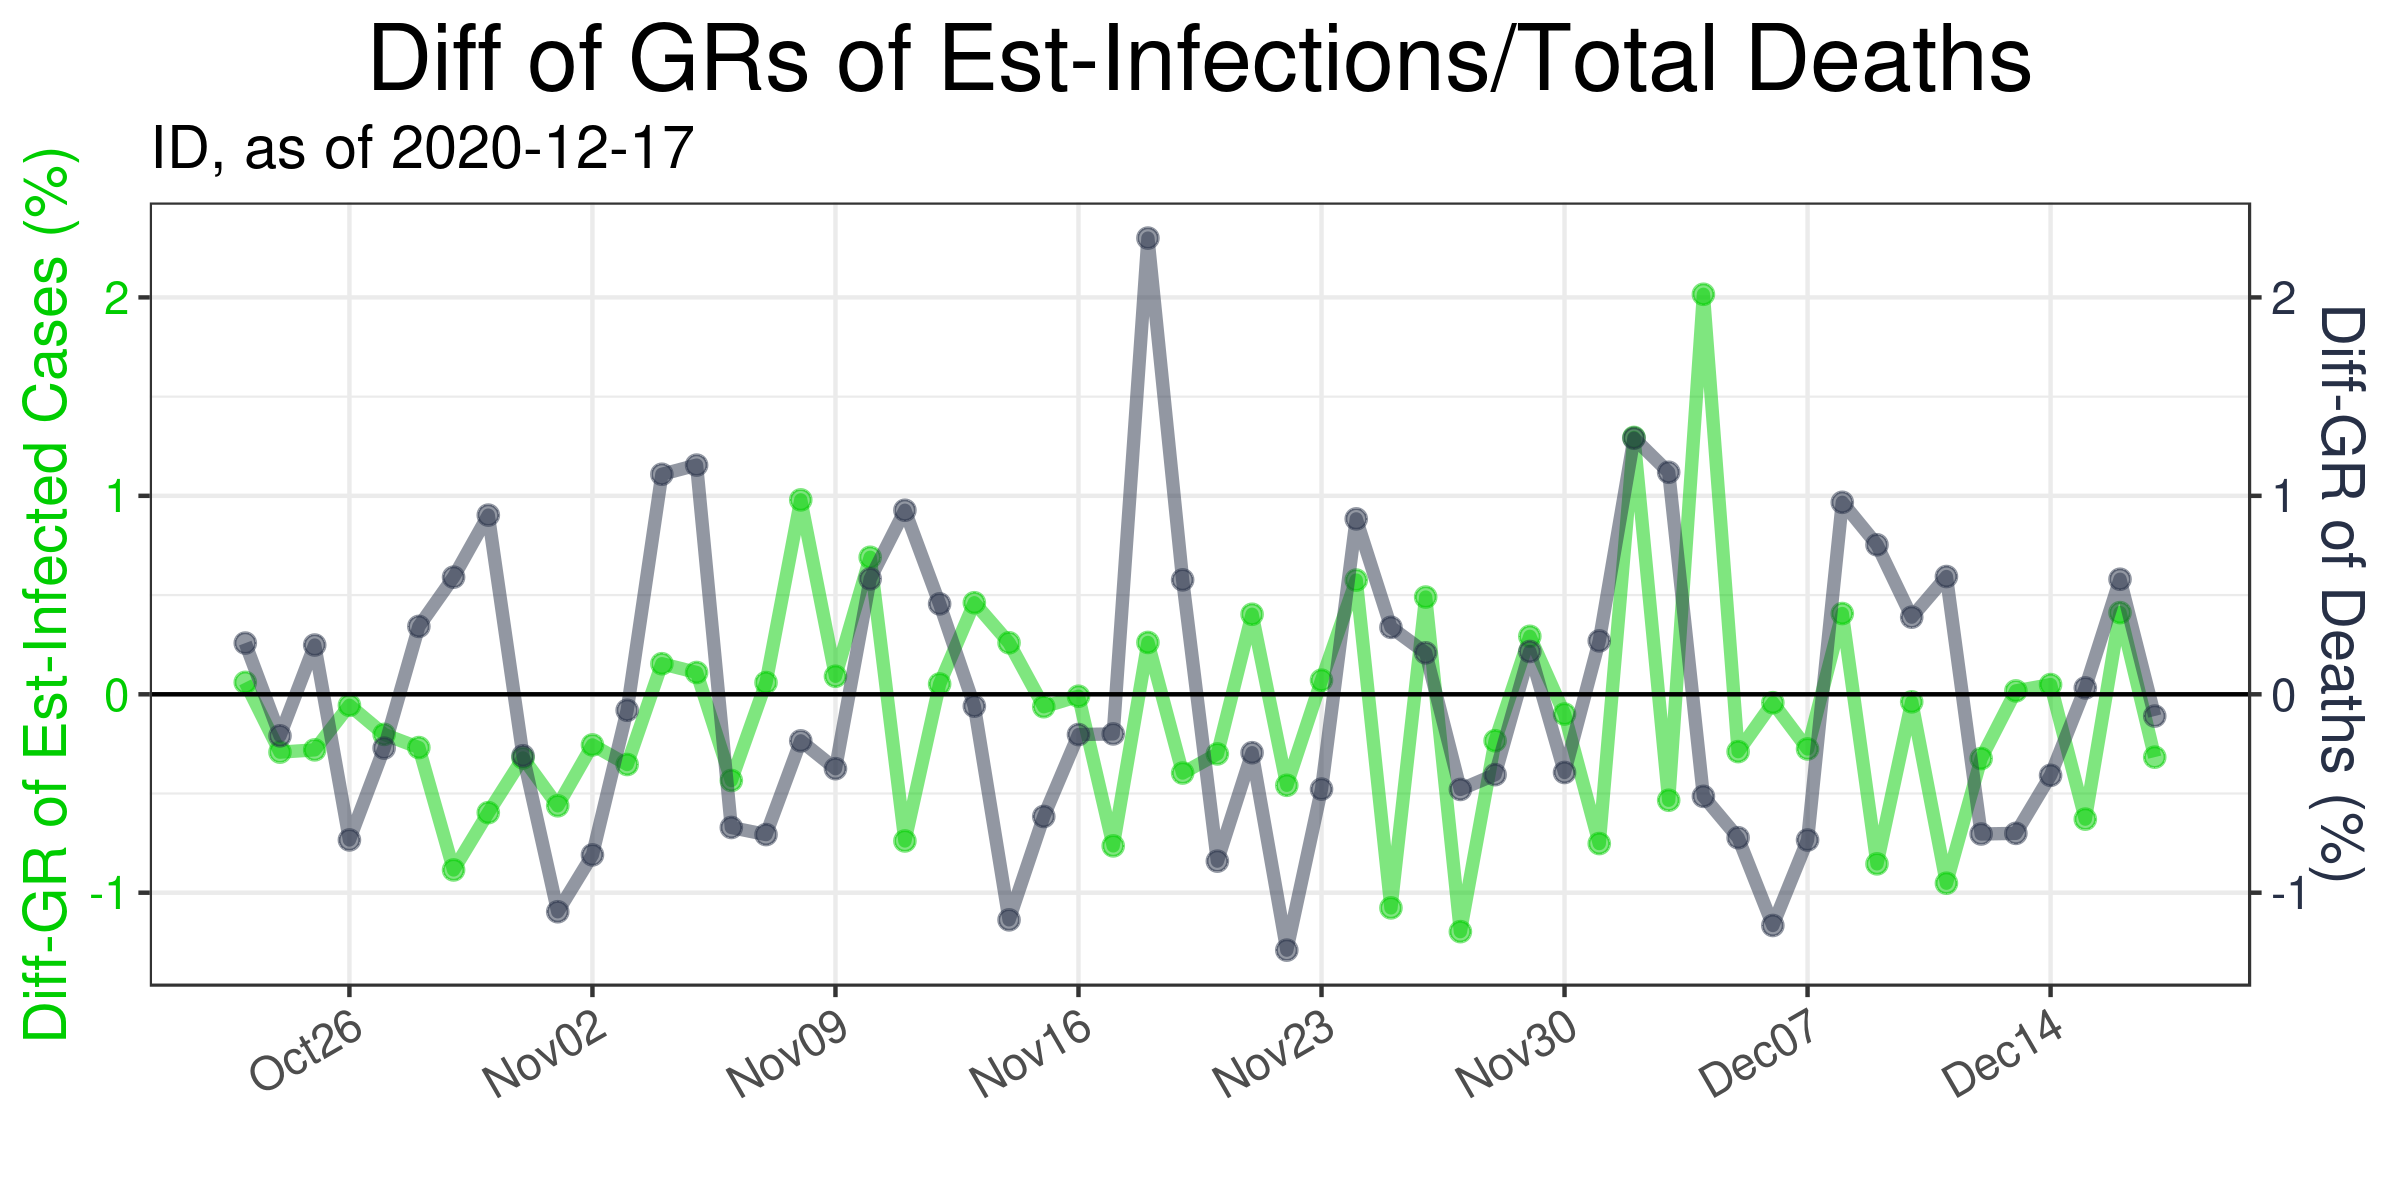 Diff of GRs of Est-Infections/Total Deaths
ID, as of 2020-12-17
Diff-GR of Est-Infected Cases (%)
2
1
0
-1
2
1
0
-1
Diff-GR of Deaths (%)
Oct26
Nov02
Nov09
Nov16
Nov23
Nov30
Dec07
Dec14